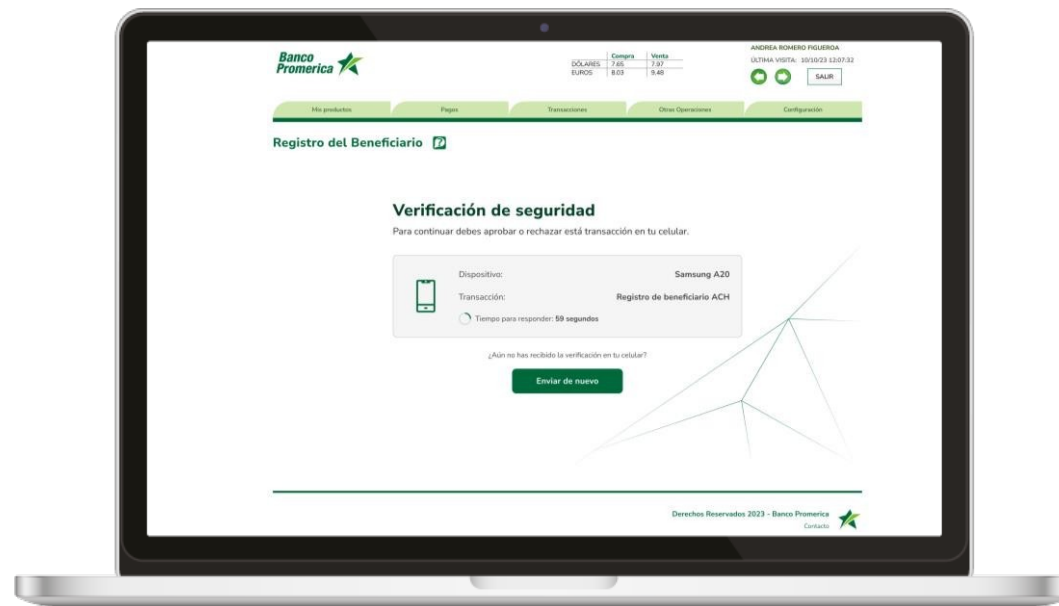 Banco
Promerica
Compra Venta
DÓLARES 7.65 7.97
EUROS 8.03 9.48
ANDREA ROMERO FIGUEROA
ÚLTIMA VISITA: 10/10/23 12:07:32
SALIR
Mis productos
Pagos
Transacciones
Otras Operaciones
Configuración
Registro del Beneficiario ?
Verificación de seguridad
Para continuar debes aprobar o rechazar está transacción en tu celular.
Dispositivo: Samsung A20
Transacción: Registro de beneficiario ACH
Tiempo para responder: 59 segundos
¿Aún no has recibido la verificación en tu celular?
Enviar de nuevo
Derechos Reservados 2023 - Banco Promerica
Contacto